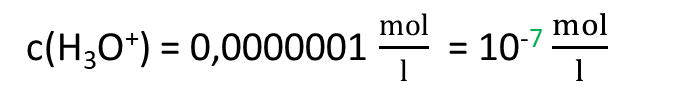 c(H₃O⁺) = 0,0000001 mol/l = 10⁻⁷ mol/l